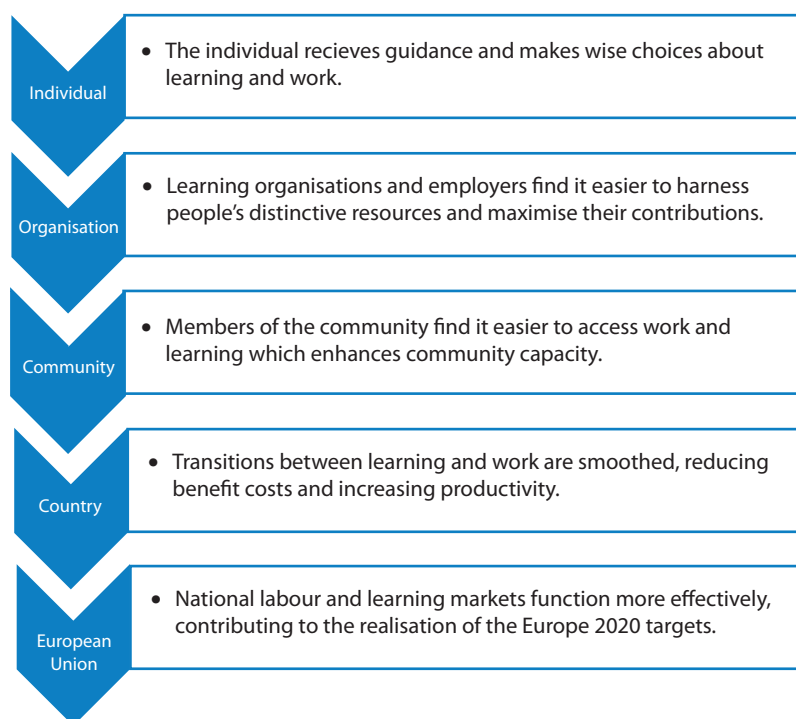 Individual
• The individual recieves guidance and makes wise choices about
learning and work.
Organisation
• Learning organisations and employers find it easier to harness
people's distinctive resources and maximise their contributions.
Community
• Members of the community find it easier to access work and
learning which enhances community capacity.
Country
• Transitions between learning and work are smoothed, reducing
benefit costs and increasing productivity.
European
Union
• National labour and learning markets function more effectively,
contributing to the realisation of the Europe 2020 targets.